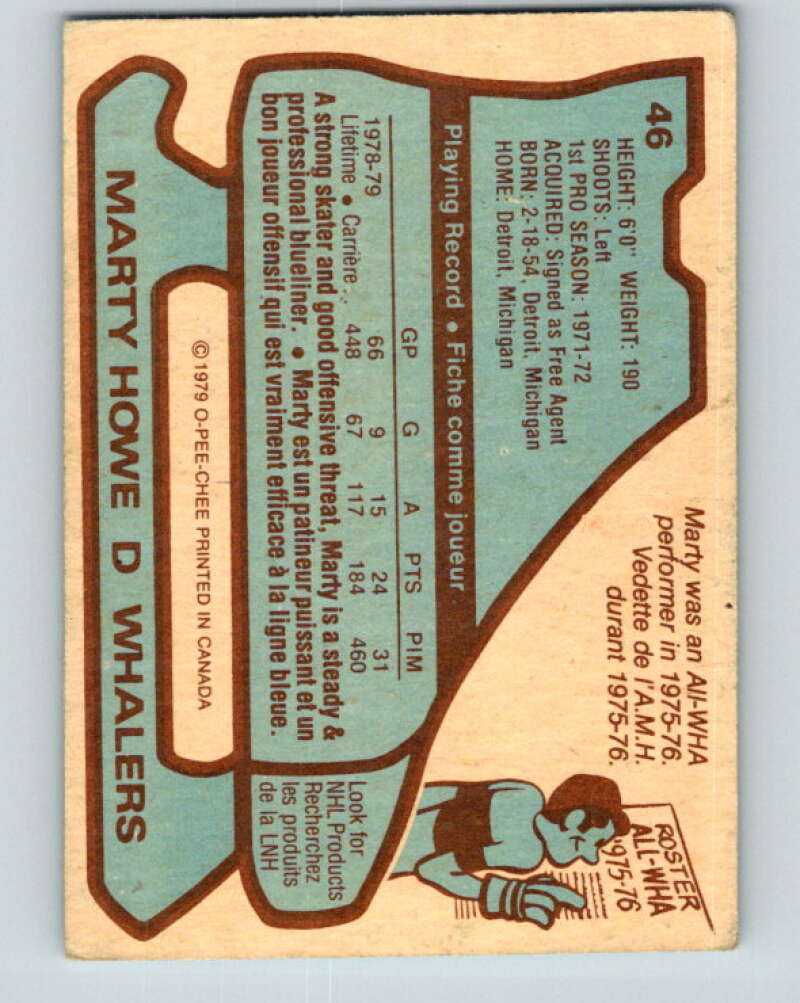 46
HEIGHT: 6'0" WEIGHT: 190
SHOOTS: Left
1st PRO SEASON: 1971-72
ACQUIRED: Signed as Free Agent
BORN: 2-18-54, Detroit, Michigan
HOME: Detroit, Michigan
Marty was an All-WHA
performer in 1975-76.
Vedette de l'A.M.H.
durant 1975-76.
ROSTER
ALL-WHA
1975-76
Playing Record • Fiche comme joueur
GP G A PTS PIM
1978-79 66 9 15 24 31
Lifetime • Carrière . . 448 67 117 184 460
A strong skater and good offensive threat, Marty is a steady &
professional blueliner. • Marty est un patineur puissant et un
bon joueur offensif qui est vraiment efficace à la ligne bleue.
Look for
NHL Products
Recherchez
les produits
de la LNH
© 1979 O-PEE-CHEE PRINTED IN CANADA
MARTY HOWE D WHALERS